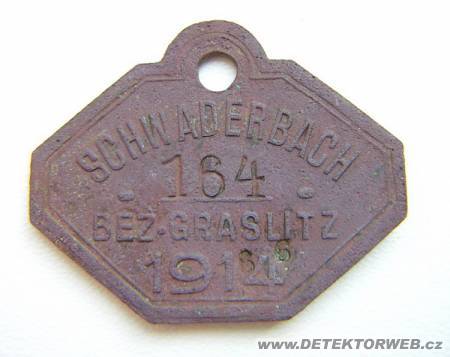 SCHWADERBACH
164
BEZ. GRASLITZ
1914
www.DETEKTORWEB.cz